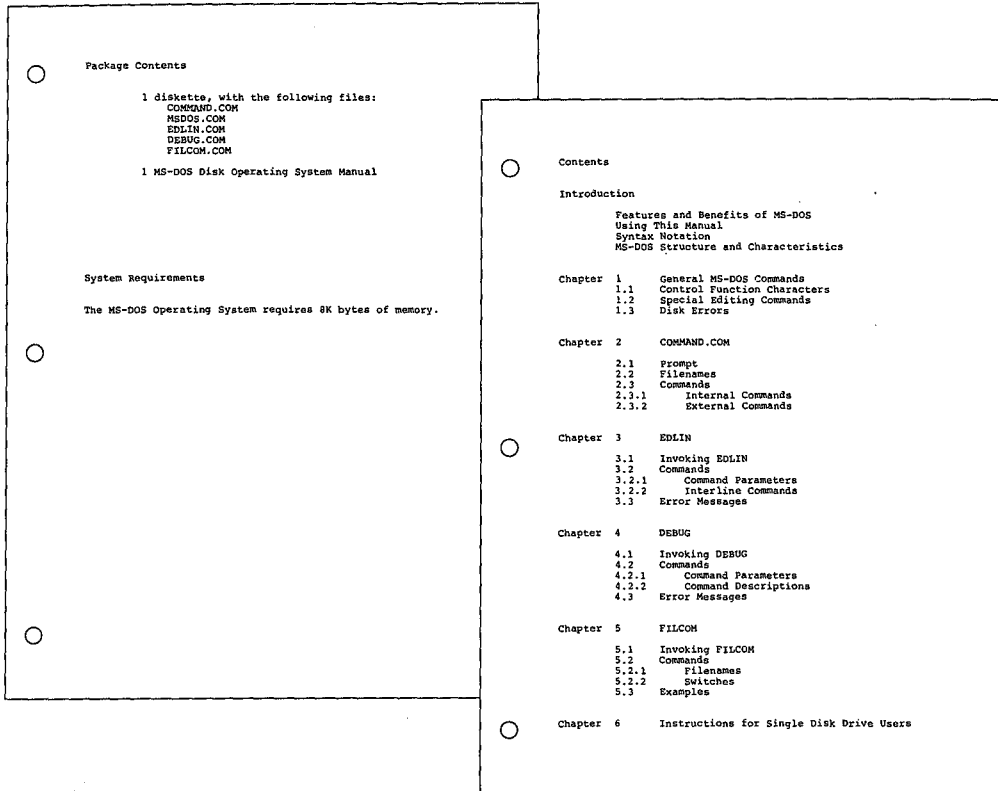 Package Contents
1 diskette, with the following files:
COMMAND.COM
MSDOS.COM
EDLIN.COM
DEBUG.COM
FILCOM.COM
1 MS-DOS Disk Operating System Manual
System Requirements
The MS-DOS Operating System requires 8K bytes of memory.
Contents
Introduction
Features and Benefits of MS-DOS
Using This Manual
Syntax Notation
MS-DOS Structure and Characteristics
Chapter 1 General MS-DOS Commands
1.1 Control Function Characters
1.2 Special Editing Commands
1.3 Disk Errors
Chapter 2 COMMAND.COM
2.1 Prompt
2.2 Filenames
2.3 Commands
2.3.1 Internal Commands
2.3.2 External Commands
Chapter 3 EDLIN
3.1 Invoking EDLIN
3.2 Commands
3.2.1 Command Parameters
3.2.2 Interline Commands
3.3 Error Messages
Chapter 4 DEBUG
4.1 Invoking DEBUG
4.2 Commands
4.2.1 Command Parameters
4.2.2 Command Descriptions
4.3 Error Messages
Chapter 5 FILCOM
5.1 Invoking FILCOM
5.2 Commands
5.2.1 Filenames
5.2.2 Switches
5.3 Examples
Chapter 6 Instructions for Single Disk Drive Users